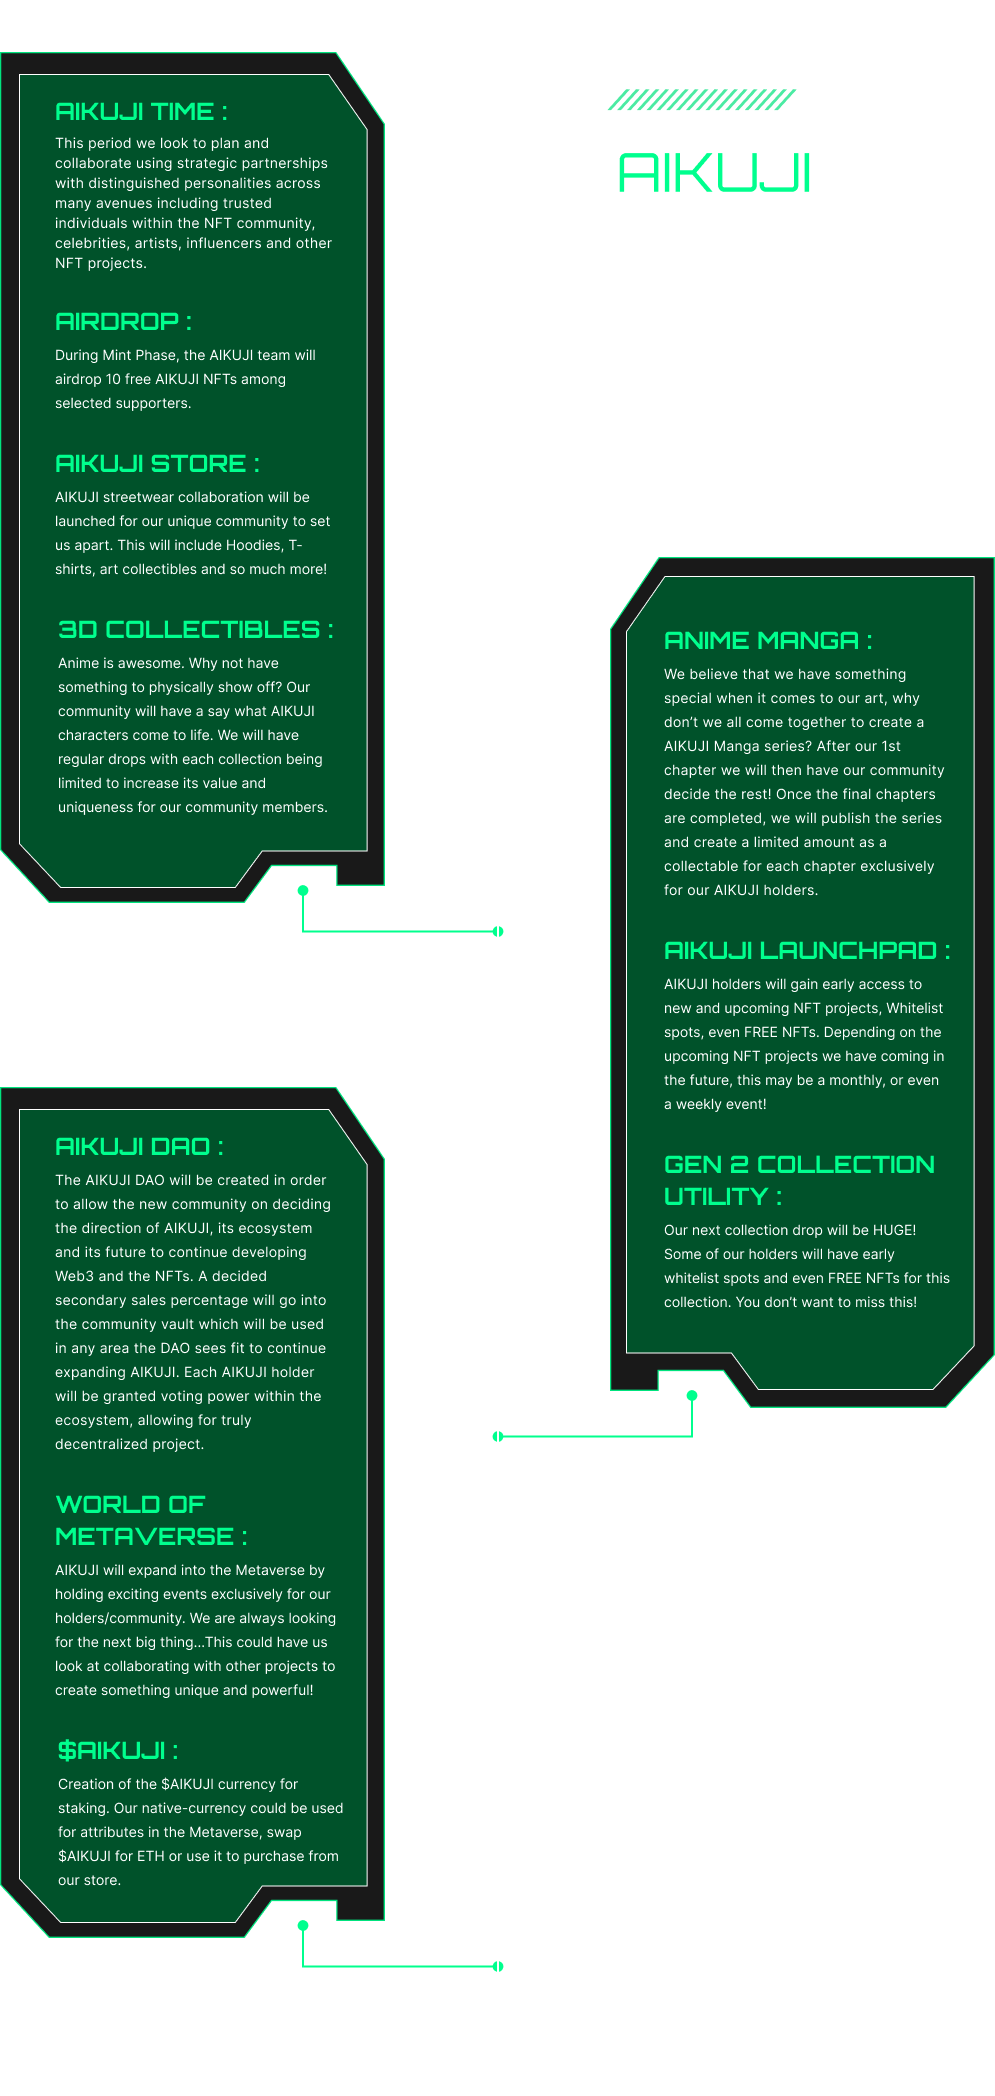 AIKUJI
AIKUJI TIME :
This period we look to plan and
collaborate using strategic partnerships
with distinguished personalities across
many avenues including trusted
individuals within the NFT community,
celebrities, artists, influencers and other
NFT projects.
AIRDROP :
During Mint Phase, the AIKUJI team will
airdrop 10 free AIKUJI NFTs among
selected supporters.
AIKUJI STORE :
AIKUJI streetwear collaboration will be
launched for our unique community to set
us apart. This will include Hoodies, T-
shirts, art collectibles and so much more!
3D COLLECTIBLES :
Anime is awesome. Why not have
something to physically show off? Our
community will have a say what AIKUJI
characters come to life. We will have
regular drops with each collection being
limited to increase its value and
uniqueness for our community members.
ANIME MANGA :
We believe that we have something
special when it comes to our art, why
don’t we all come together to create a
AIKUJI Manga series? After our 1st
chapter we will then have our community
decide the rest! Once the final chapters
are completed, we will publish the series
and create a limited amount as a
collectable for each chapter exclusively
for our AIKUJI holders.
AIKUJI LAUNCHPAD :
AIKUJI holders will gain early access to
new and upcoming NFT projects, Whitelist
spots, even FREE NFTs. Depending on the
upcoming NFT projects we have coming in
the future, this may be a monthly, or even
a weekly event!
GEN 2 COLLECTION
UTILITY :
Our next collection drop will be HUGE!
Some of our holders will have early
whitelist spots and even FREE NFTs for this
collection. You don’t want to miss this!
AIKUJI DAO :
The AIKUJI DAO will be created in order
to allow the new community on deciding
the direction of AIKUJI, its ecosystem
and its future to continue developing
Web3 and the NFTs. A decided
secondary sales percentage will go into
the community vault which will be used
in any area the DAO sees fit to continue
expanding AIKUJI. Each AIKUJI holder
will be granted voting power within the
ecosystem, allowing for truly
decentralized project.
WORLD OF
METAVERSE :
AIKUJI will expand into the Metaverse by
holding exciting events exclusively for our
holders/community. We are always looking
for the next big thing...This could have us
look at collaborating with other projects to
create something unique and powerful!
$AIKUJI :
Creation of the $AIKUJI currency for
staking. Our native-currency could be used
for attributes in the Metaverse, swap
$AIKUJI for ETH or use it to purchase from
our store.